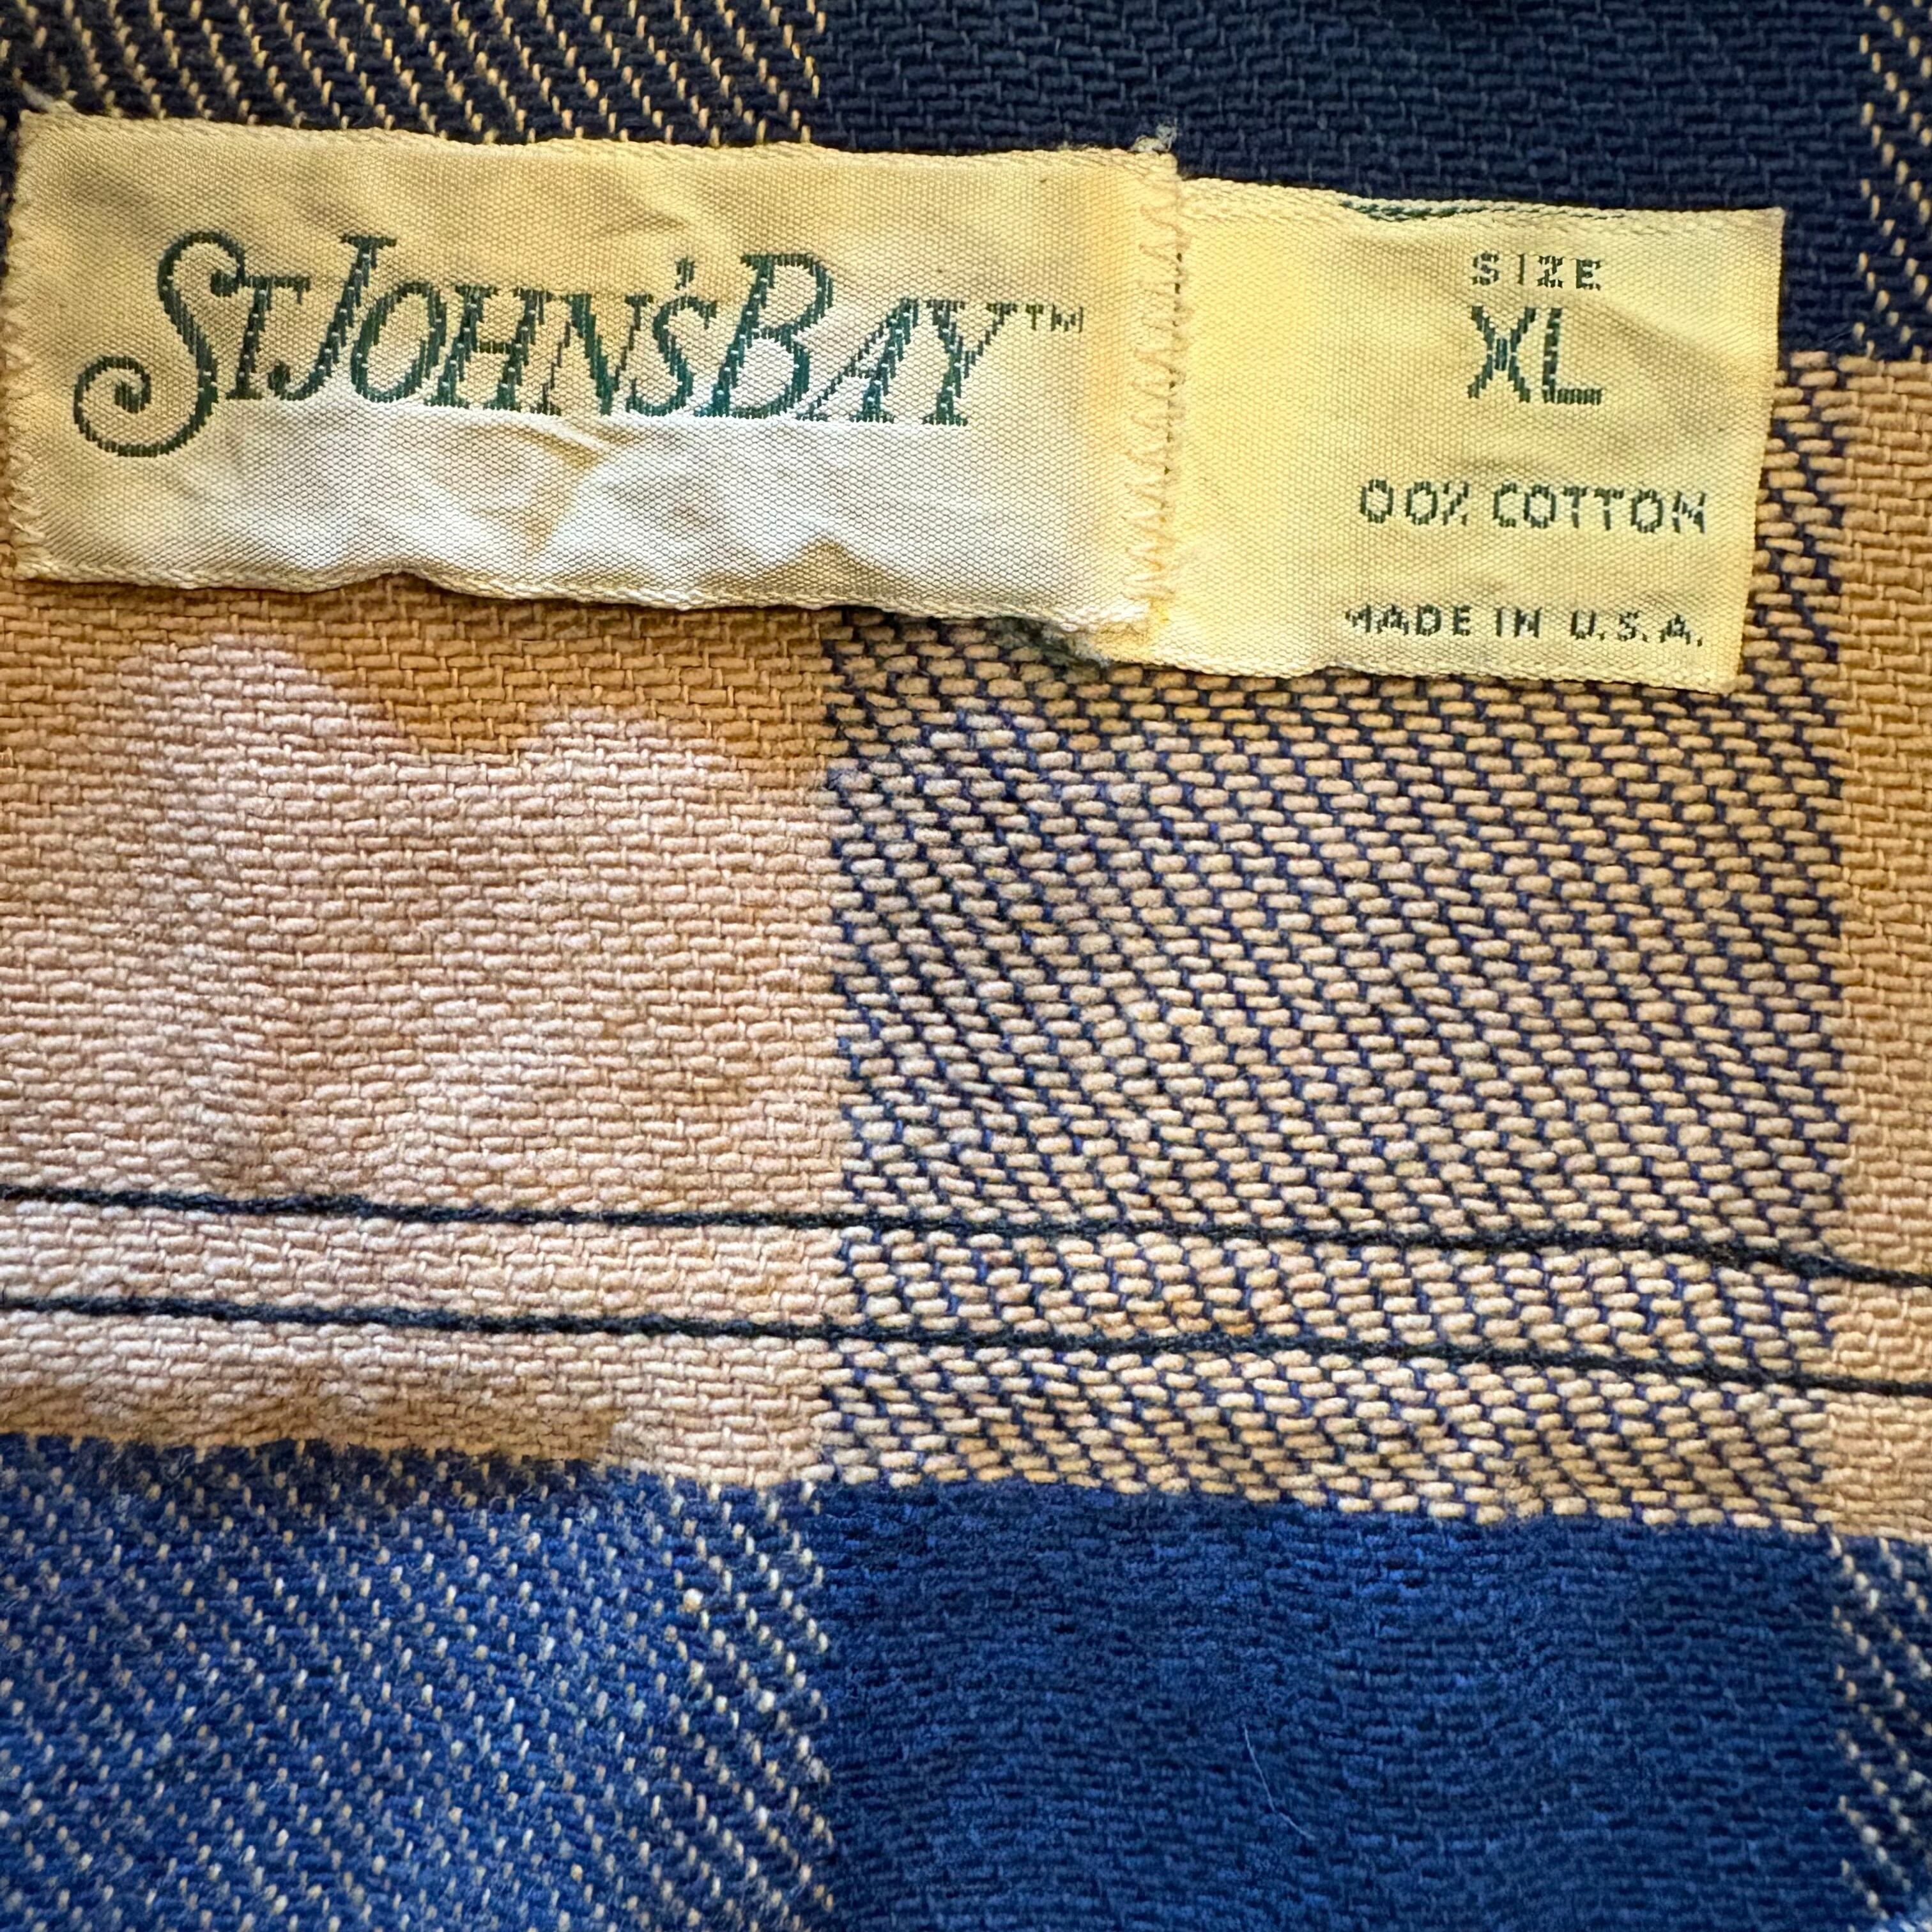 ST JOHN'S BAY™
SIZE
XL
00% COTTON
MADE IN U.S.A.